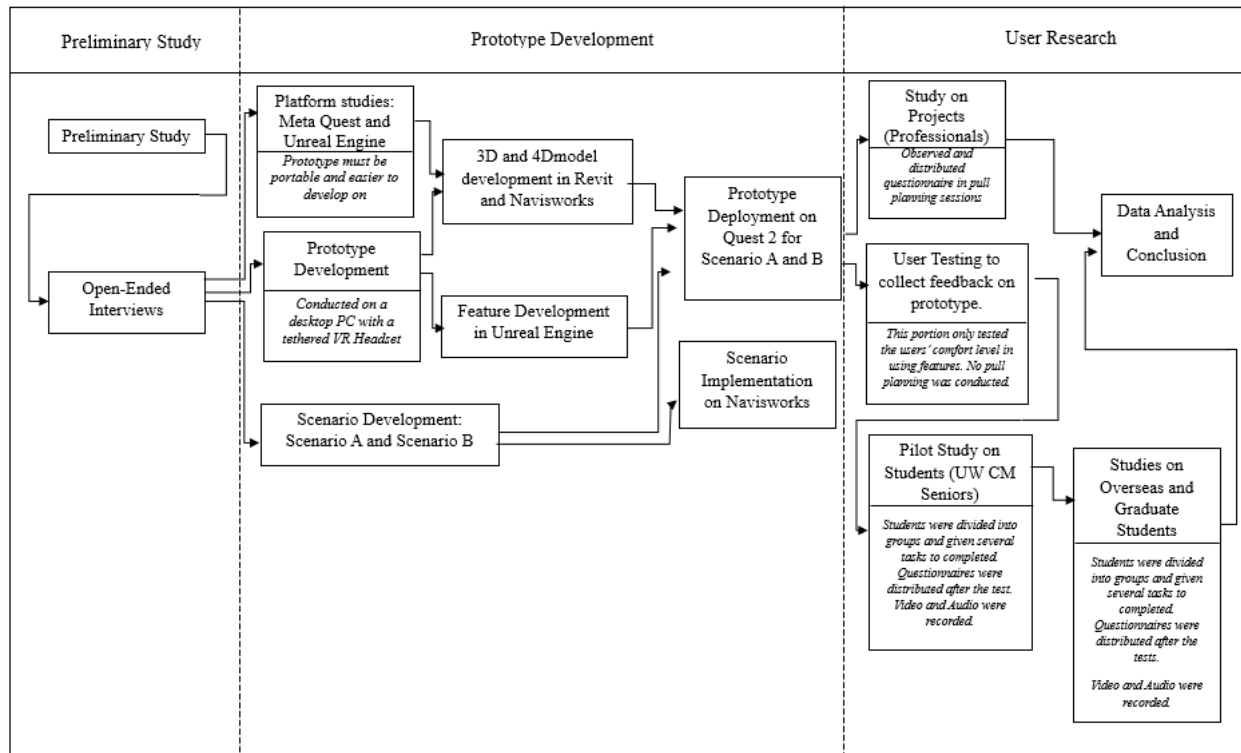 Preliminary Study
Prototype Development
User Research
Preliminary Study
Open-Ended
Interviews
Platform studies:
Meta Quest and
Unreal Engine
Prototype must be
portable and easier to
develop on
Prototype
Development
Conducted on a
desktop PC with a
tethered VR Headset
Scenario Development:
Scenario A and Scenario B
3D and 4Dmodel
development in Revit
and Navisworks
Feature Development
in Unreal Engine
Prototype
Deployment on
Quest 2 for
Scenario A and B
Scenario
Implementation
on Navisworks
Study on
Projects
(Professionals)
Observed and
distributed
questionnaire in pull
planning sessions
User Testing to
collect feedback on
prototype.
This portion only tested
the users' comfort level in
using features. No pull
planning was conducted.
Pilot Study on
Students (UW CM
Seniors)
Students were divided into
groups and given several
tasks to completed.
Questionnaires were
distributed after the test.
Video and Audio were
recorded.
Studies on
Overseas and
Graduate
Students
Students were divided
into groups and given
several tasks to
completed.
Questionnaires were
distributed after the
tests.
Video and Audio were
recorded.
Data Analysis
and
Conclusion